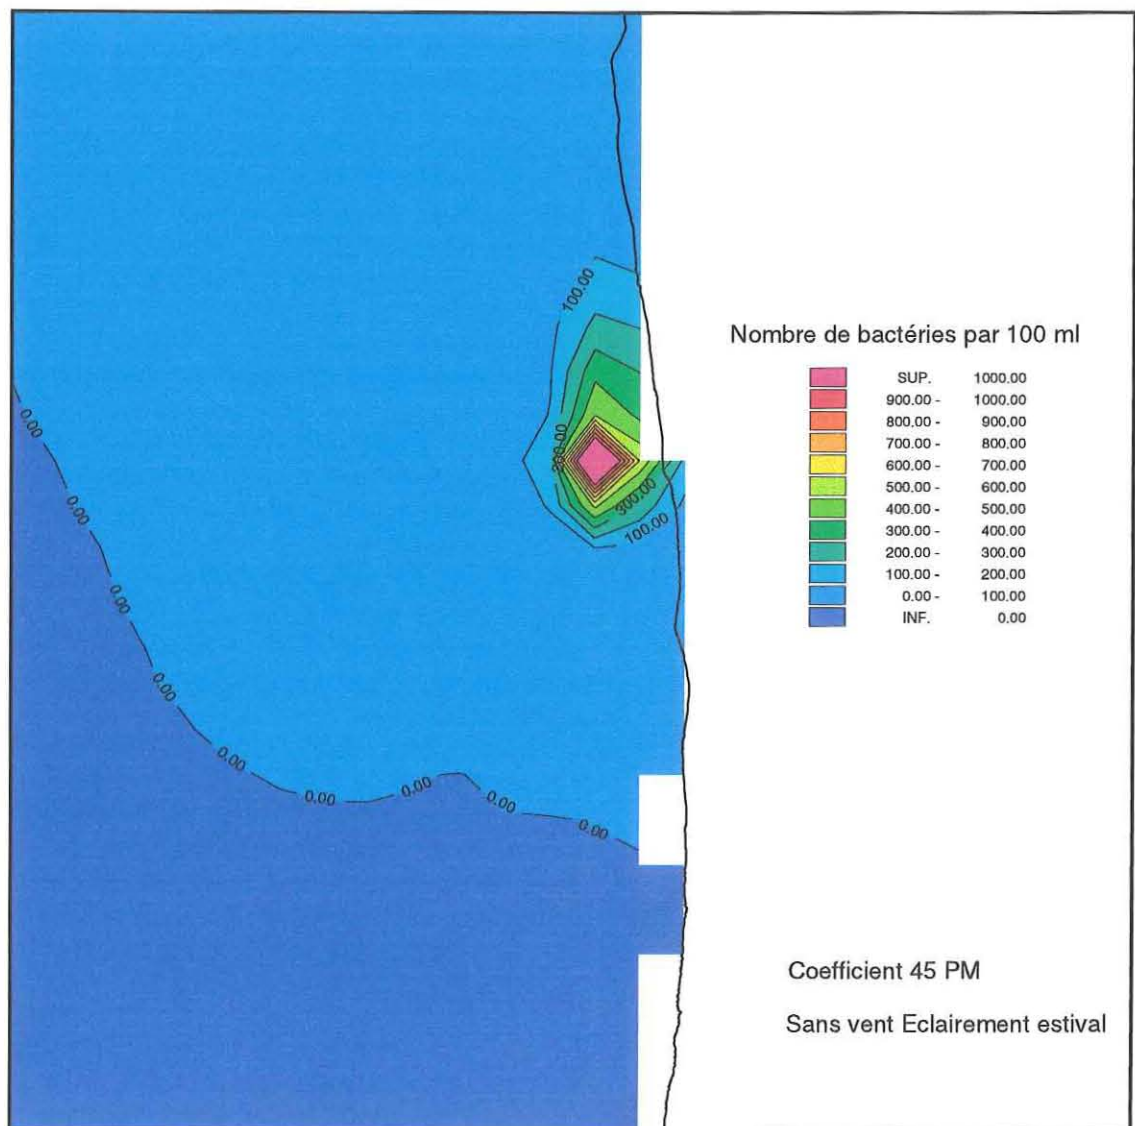 100.00
Nombre de bactéries par 100 ml
SUP. 1000.00
900.00 - 1000.00
800.00 - 900.00
700.00 - 800.00
600.00 - 700.00
500.00 - 600.00
400.00 - 500.00
300.00 - 400.00
200.00 - 300.00
100.00 - 200.00
0.00 - 100.00
INF. 0.00
0.00
200.00
300.00
100.00
0.00
0.00
0.00
0.00
0.00
0.00
0.00
0.00
Coefficient 45 PM
Sans vent Eclairement estival